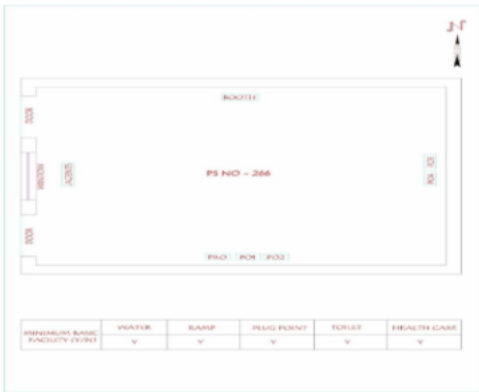 N
BOOTH
DOOR
WINDOW
AGENTS
PS NO - 266
DOOR
PRO PO1 PO2
MINIMUM BASIC FACILITY (Y/N) WATER RAMP PLUG POINT TOILET HEALTH CARE
Y Y Y Y Y